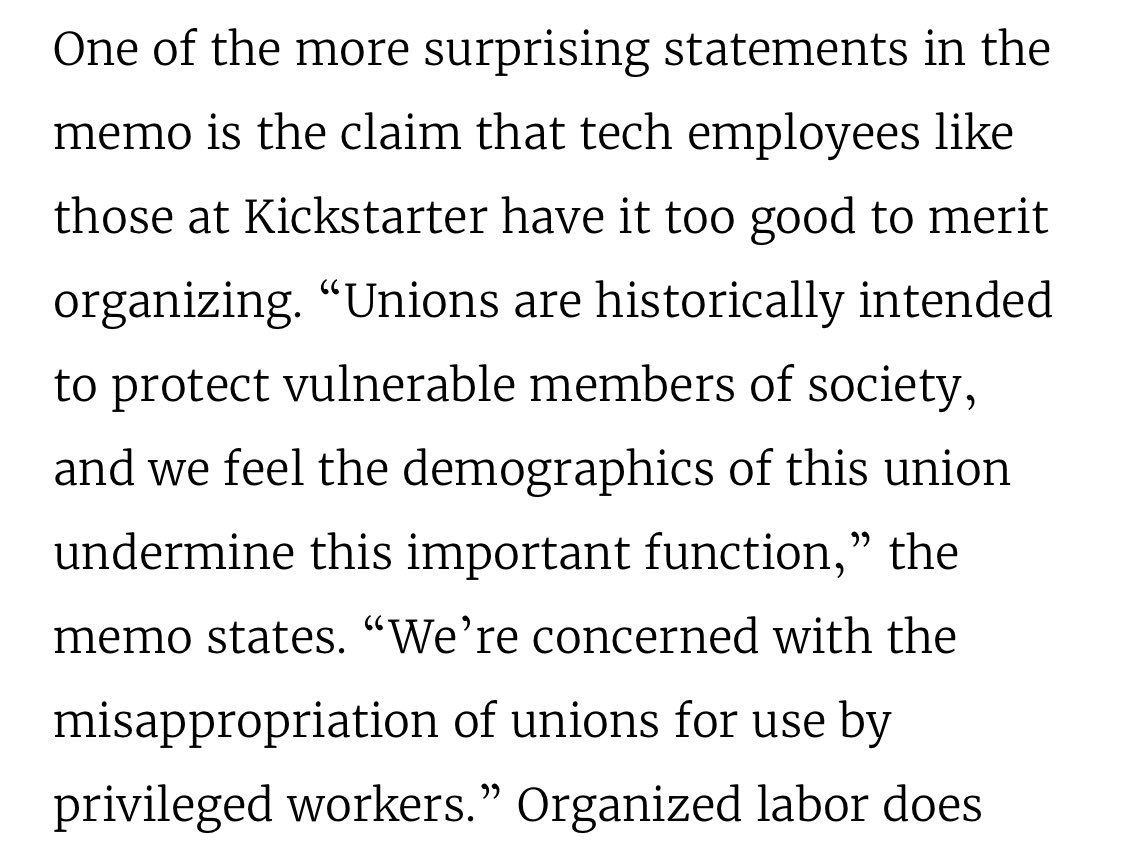 One of the more surprising statements in the
memo is the claim that tech employees like
those at Kickstarter have it too good to merit
organizing. “Unions are historically intended
to protect vulnerable members of society,
and we feel the demographics of this union
undermine this important function,” the
memo states. “We’re concerned with the
misappropriation of unions for use by
privileged workers.” Organized labor does